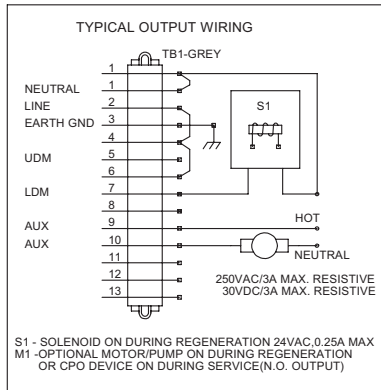 TYPICAL OUTPUT WIRING
TB1-GREY
1
NEUTRAL 1
LINE 2
EARTH GND 3
4
UDM 5
6
LDM 7
8
AUX 9
AUX 10
11
12
13
S1
HOT
NEUTRAL
250VAC/3A MAX. RESISTIVE
30VDC/3A MAX. RESISTIVE
S1 - SOLENOID ON DURING REGENERATION 24VAC,0.25A MAX
M1 -OPTIONAL MOTOR/PUMP ON DURING REGENERATION
OR CPO DEVICE ON DURING SERVICE(N.O. OUTPUT)